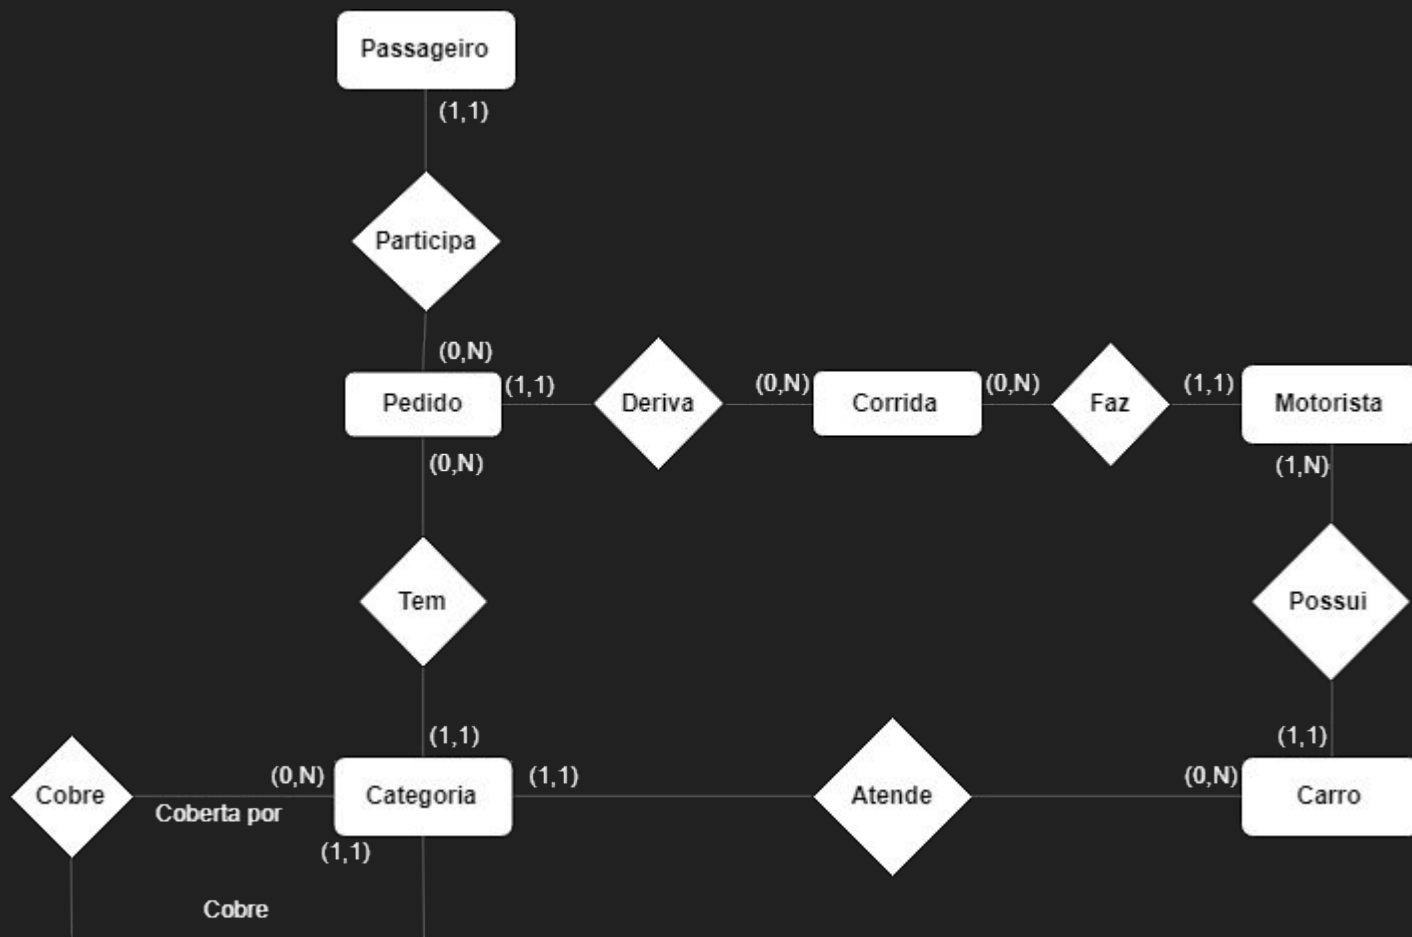 Passageiro
(1,1)
Participa
(0,N)
Pedido
(1,1)
Deriva
(0,N)
Corrida
(0,N)
Faz
(1,1)
Motorista
(0,N)
(1,N)
Tem
Possui
(1,1)
(1,1)
Cobre
(0,N)
Coberta por
Categoria
(1,1)
Atende
(0,N)
Carro
(1,1)
Cobre